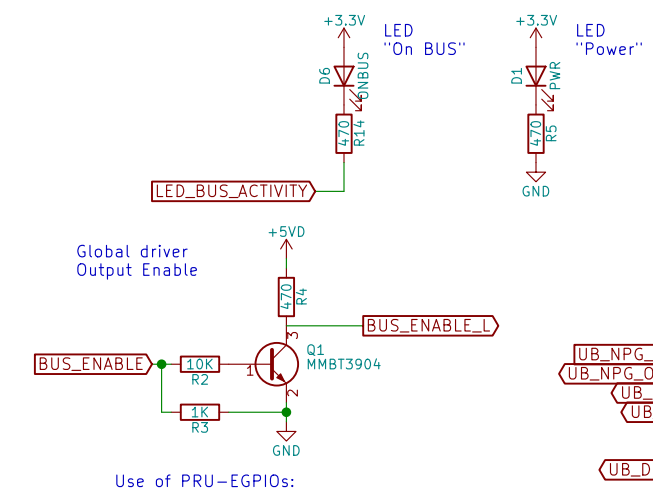 +3.3V
LED
"On BUS"
D6
ONBUS
470
R14
LED_BUS_ACTIVITY
+3.3V
LED
"Power"
D1
PWR
470
R5
GND
Global driver
Output Enable
+5VD
470
R4
BUS_ENABLE_L
3
Q1
MMBT3904
1
2
BUS_ENABLE
10K
R2
1K
R3
GND
UB_NPG_
UB_NPG_O
UB_
UB
UB_D
Use of PRU-EGPIOs: